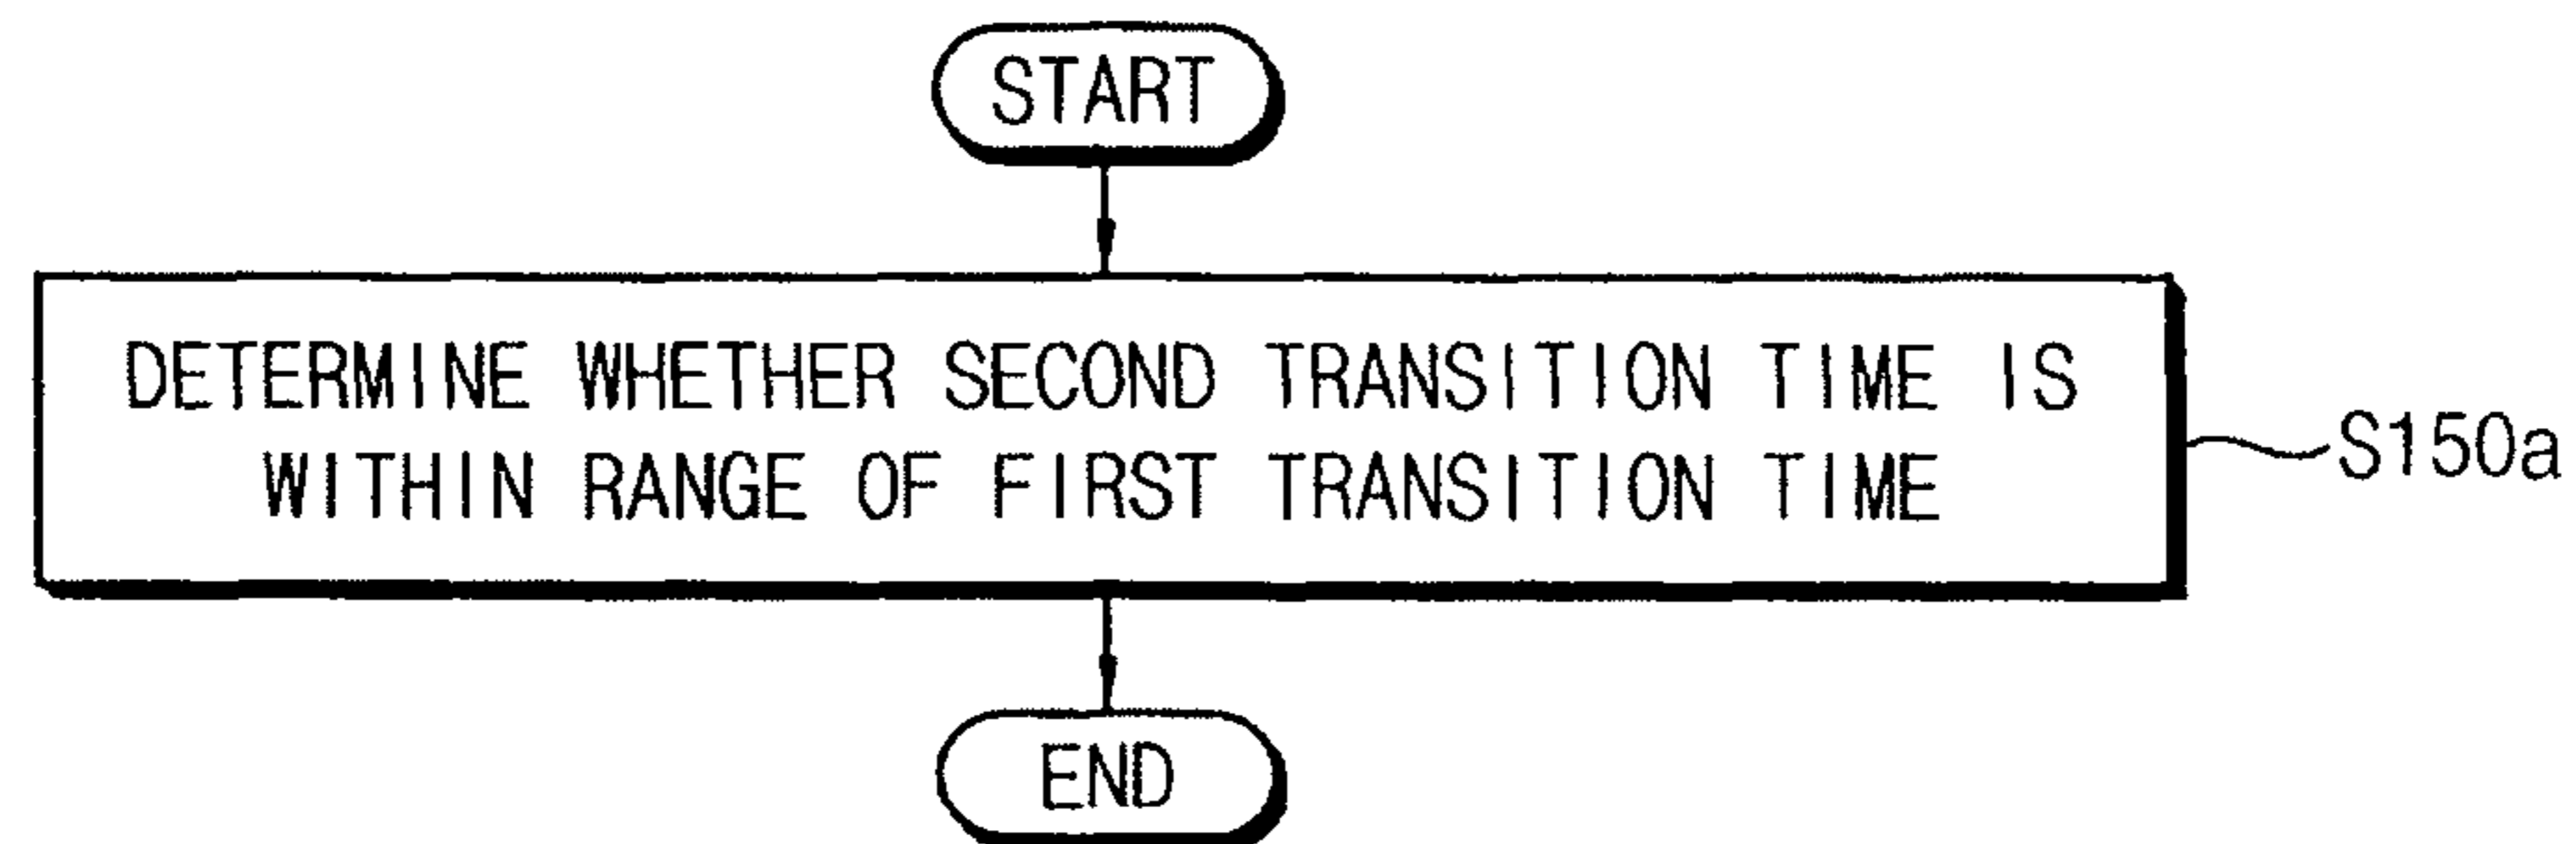 START
DETERMINE WHETHER SECOND TRANSITION TIME IS
WITHIN RANGE OF FIRST TRANSITION TIME
S150a
END